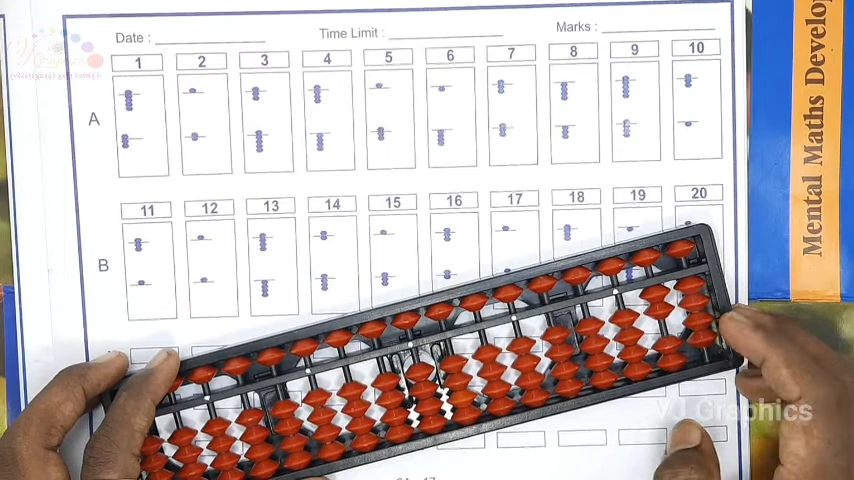 Date : Time Limit : Marks :
1 2 3 4 5 6 7 8 9 10
A
11 12 13 14 15 16 17 18 19 20
B
Mental Maths Develop
VJ Graphics